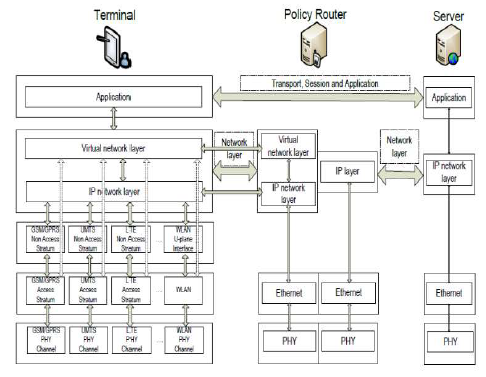 Terminal
Policy Router
Server
Transport, Session and Application
Application
Application
Virtual network layer
Network
layer
Virtual
network layer
Network
layer
IP network layer
IP network
layer
IP layer
IP network
layer
GSM/GPRS
Non Access
Stratum
UMTS
Non Access
Stratum
LTE
Non Access
Stratum
...
WLAN
U-plane
Interface
GSM/GPRS
Access
Stratum
UMTS
Access
Stratum
LTE
Access
Stratum
...
WLAN
Ethernet
Ethernet
Ethernet
GSM/GPRS
PHY
Channel
UMTS
PHY
Channel
LTE
PHY
Channel
...
WLAN
PHY
Channel
PHY
PHY
PHY